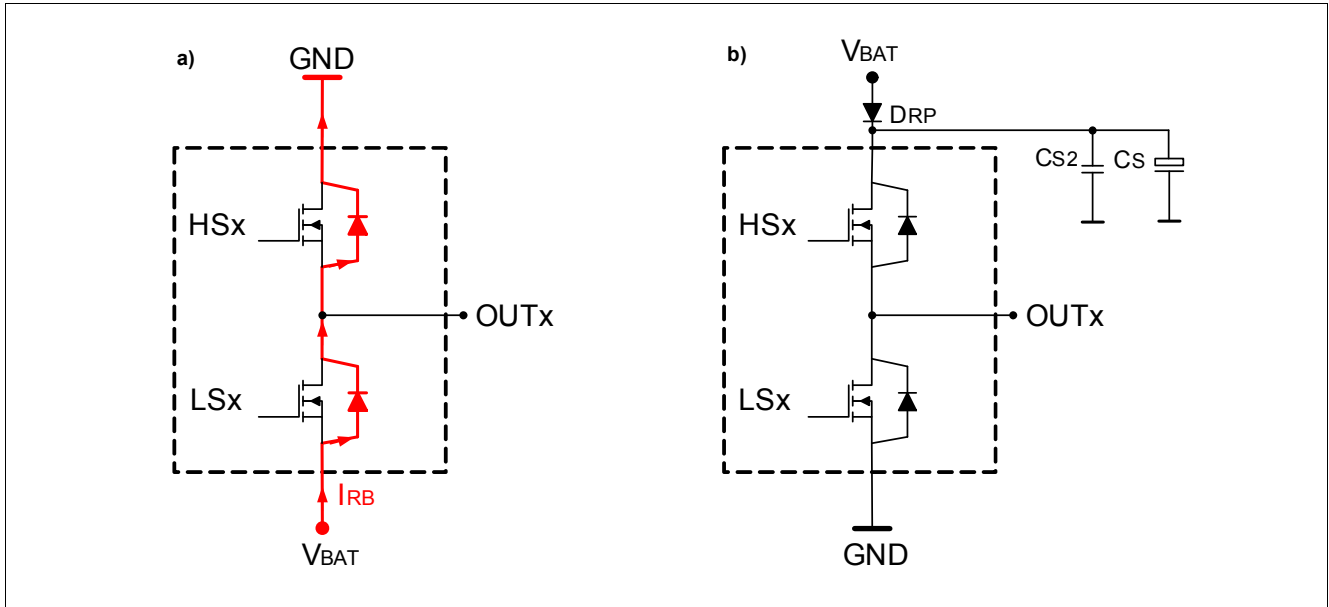 a)
GND
HSx
OUTx
LSx
IRB
VBAT
b)
VBAT
DRP
CS2
CS
HSx
OUTx
LSx
GND